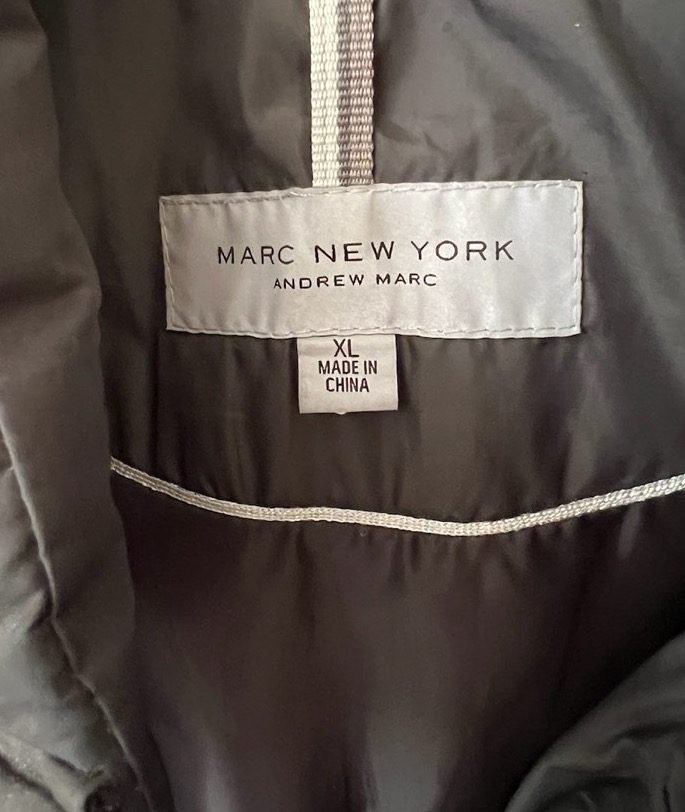 MARC NEW YORK
ANDREW MARC
XL
MADE IN
CHINA